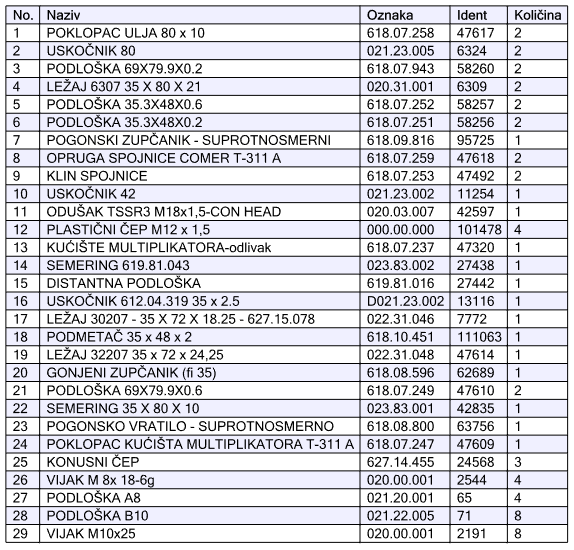 No. Naziv Oznaka Ident Količina
1 POKLOPAC ULJA 80 x 10 618.07.258 47617 2
2 USKOČNIK 80 021.23.005 6324 2
3 PODLOŠKA 69X79.9X0.2 618.07.943 58260 2
4 LEŽAJ 6307 35 X 80 X 21 020.31.001 6309 2
5 PODLOŠKA 35.3X48X0.6 618.07.252 58257 2
6 PODLOŠKA 35.3X48X0.2 618.07.251 58256 2
7 POGONSKI ZUPČANIK - SUPROTNOSMERNI 618.09.816 95725 1
8 OPRUGA SPOJNICE COMER T-311 A 618.07.259 47618 2
9 KLIN SPOJNICE 618.07.253 47492 2
10 USKOČNIK 42 021.23.002 11254 1
11 ODUŠAK TSSR3 M18x1,5-CON HEAD 020.03.007 42597 1
12 PLASTIČNI ČEP M12 x 1,5 000.00.000 101478 4
13 KUĆIŠTE MULTIPLIKATORA-odlivak 618.07.237 47320 1
14 SEMERING 619.81.043 023.83.002 27438 1
15 DISTANTNA PODLOŠKA 619.81.016 27442 1
16 USKOČNIK 612.04.319 35 x 2.5 D021.23.002 13116 1
17 LEŽAJ 30207 - 35 X 72 X 18.25 - 627.15.078 022.31.046 7772 1
18 PODMETAČ 35 x 48 x 2 618.10.451 111063 1
19 LEŽAJ 32207 35 x 72 x 24,25 022.31.048 47614 1
20 GONJENI ZUPČANIK (fi 35) 618.08.596 62689 1
21 PODLOŠKA 69X79.9X0.6 618.07.249 47610 2
22 SEMERING 35 X 80 X 10 023.83.001 42835 1
23 POGONSKO VRATILO - SUPROTNOSMERNO 618.08.800 63756 1
24 POKLOPAC KUĆIŠTA MULTIPLIKATORA T-311 A 618.07.247 47609 1
25 KONUSNI ČEP 627.14.455 24568 3
26 VIJAK M 8x 18-6g 020.00.001 2544 4
27 PODLOŠKA A8 021.20.001 65 4
28 PODLOŠKA B10 021.22.005 71 8
29 VIJAK M10x25 020.00.001 2191 8